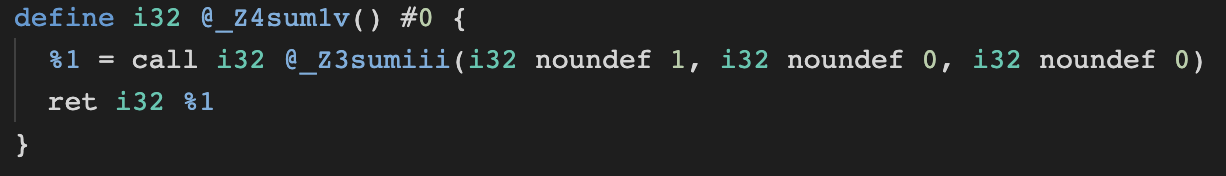 define i32 @_Z4sum1v() #0 {
%1 = call i32 @_Z3sumiii(i32 noundef 1, i32 noundef 0, i32 noundef 0)
ret i32 %1
}